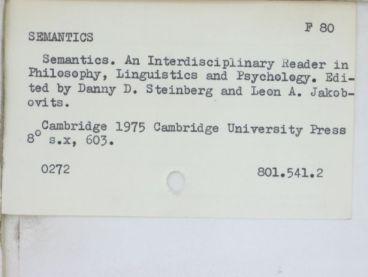 F 80
SEMANTICS
Semantics. An Interdisciplinary Reader in
Philosophy, Linguistics and Psychology. Edi-
ted by Danny D. Steinberg and Leon A. Jakob-
ovits.
Cambridge 1975 Cambridge University Press
8° s.x, 603.
0272 801.541.2